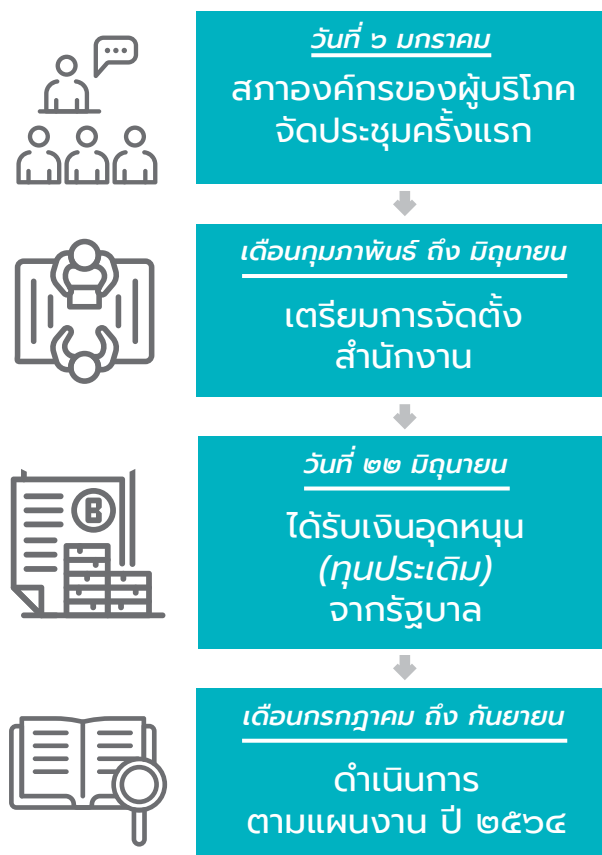 วันที่ ๖ มกราคม
สภาองค์กรของผู้บริโภค
จัดประชุมครั้งแรก
เดือนกุมภาพันธ์ ถึง มิถุนายน
เตรียมการจัดตั้ง
สำนักงาน
วันที่ ๒๒ มิถุนายน
ได้รับเงินอุดหนุน
(ทุนประเดิม)
จากรัฐบาล
B
เดือนกรกฎาคม ถึง กันยายน
ดำเนินการ
ตามแผนงาน ปี ๒๕๖๔